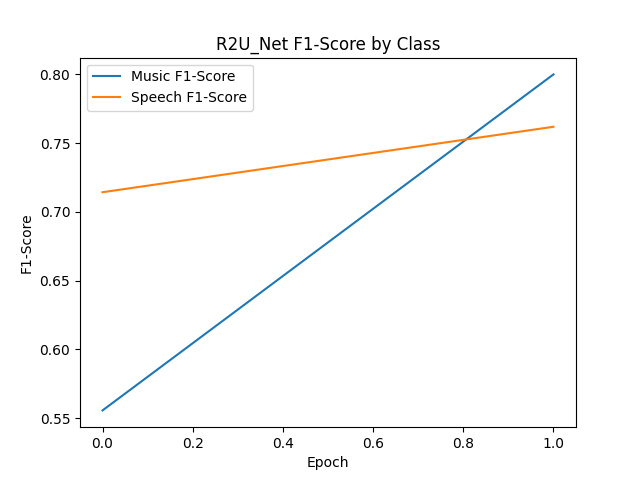 R2U_Net F1-Score by Class
Music F1-Score
Speech F1-Score
F1-Score
0.80
0.75
0.70
0.65
0.60
0.55
0.0 0.2 0.4 0.6 0.8 1.0
Epoch